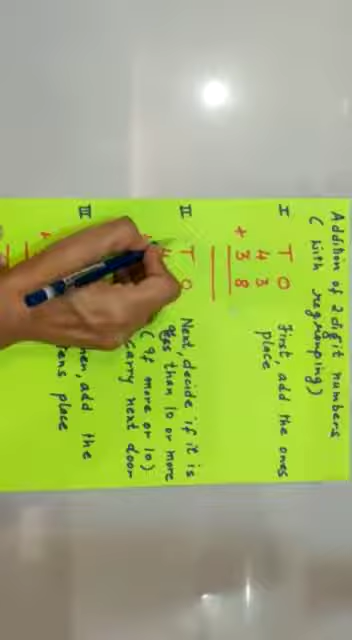 Addition of 2 digit numbers
(with regrouping)
I
T O
4 3
+ 3 8
First, add the ones
place
II
T O
Next, decide if it is
less than 10 or more
(If more or 10)
carry next door
III
add the
tens place